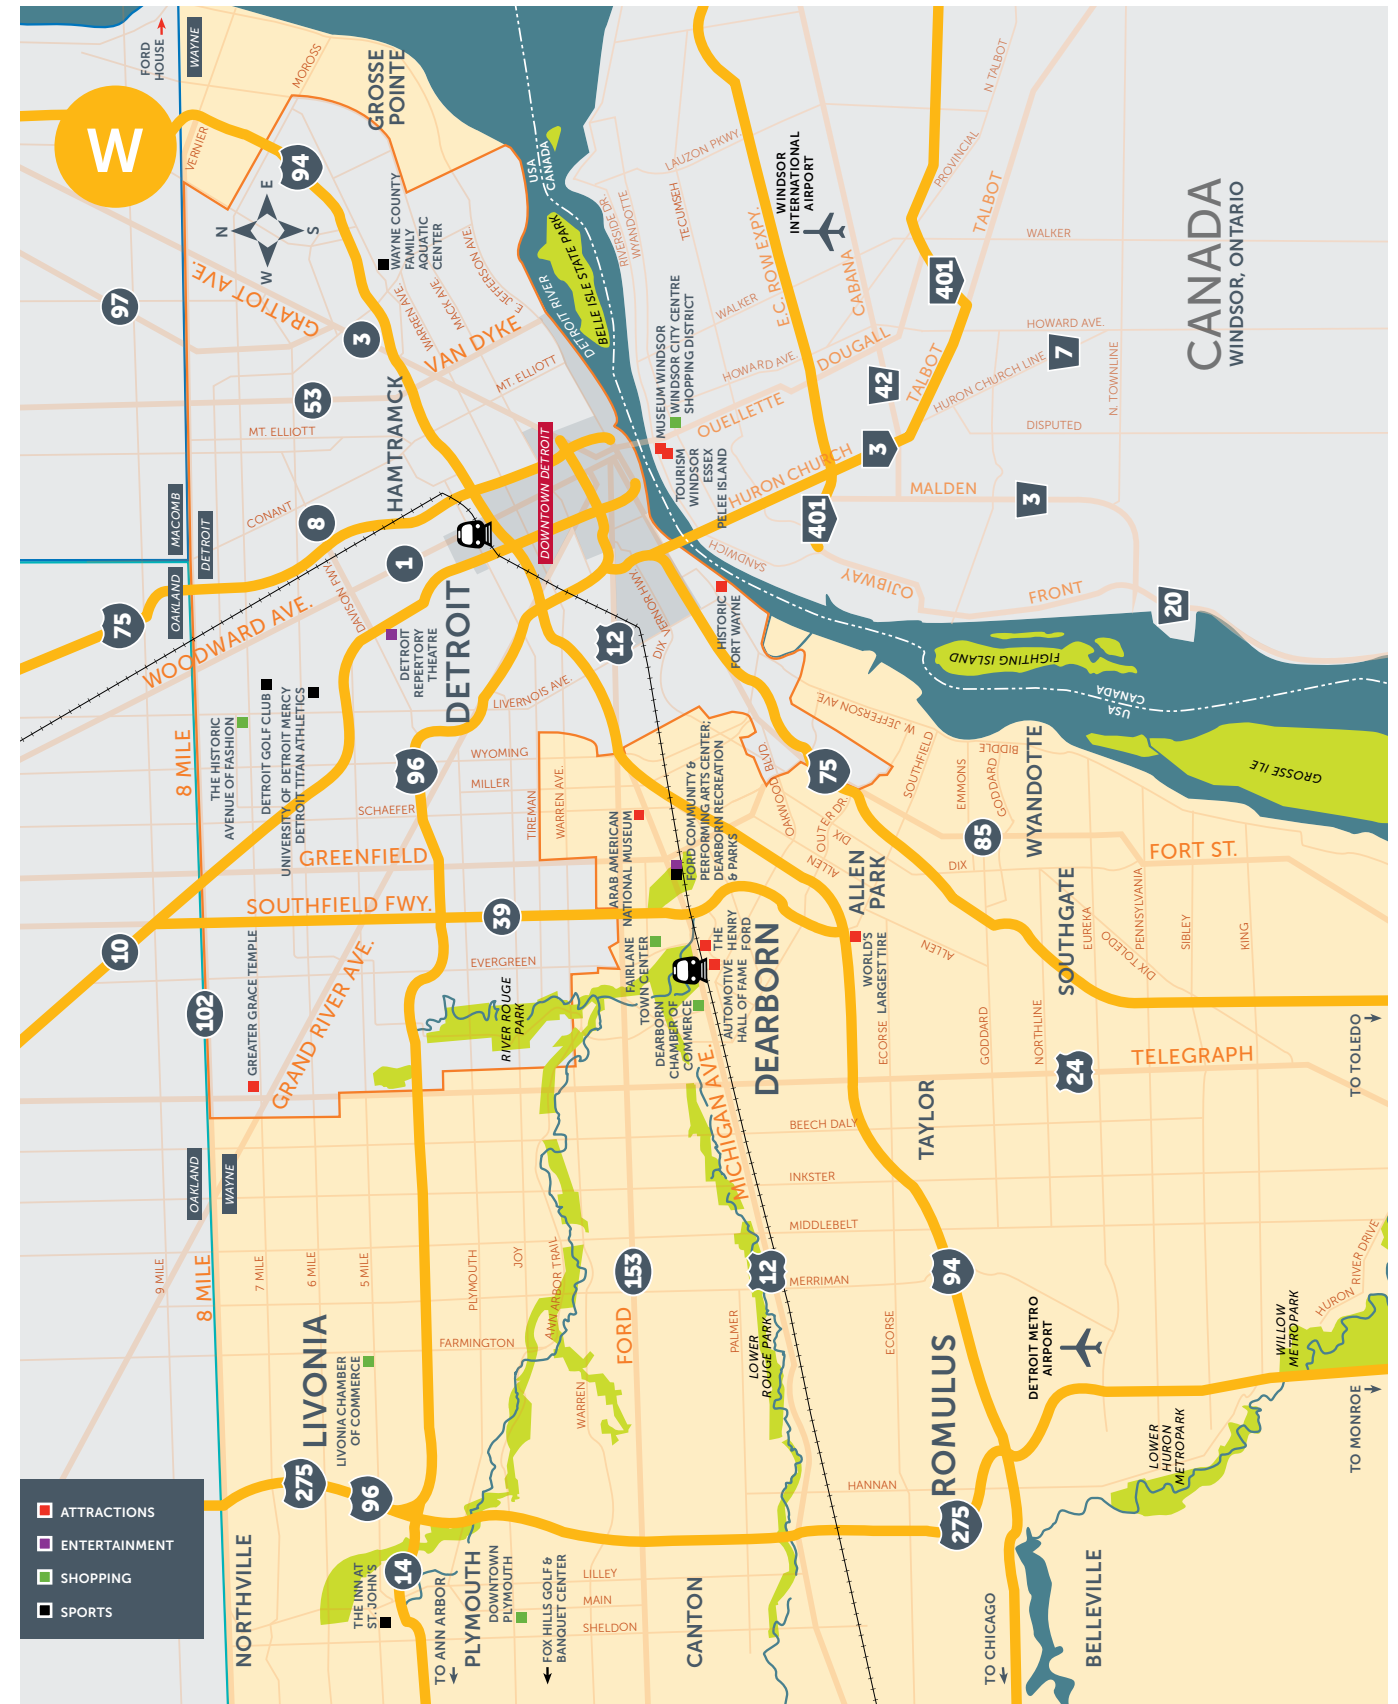 W
FORD
HOUSE
WAYNE
VERNIER
MOROSS
GROSSE
POINTE
94
N
E
S
W
WAYNE COUNTY
FAMILY
AQUATIC
CENTER
GRATIOT AVE.
97
3
53
WARREN AVE.
MACK AVE.
E. JEFFERSON AVE.
VAN DYKE
MT. ELLIOTT
MT. ELLIOTT
HAMTRAMCK
CONANT
8
1
MACOMB
DETROIT
OAKLAND
75
WOODWARD AVE.
DAVISON FWY.
DETROIT
REPERTORY
THEATRE
DETROIT
DOWNTOWN DETROIT
USA
CANADA
DETROIT RIVER
BELLE ISLE STATE PARK
RIVERSIDE DR.
WYANDOTTE
TECUMSEH
LAUZON PKWY.
E.C. ROW EXPY.
WINDSOR
INTERNATIONAL
AIRPORT
N. TALBOT
PROVINCIAL
TALBOT
WALKER
CANADA
WINDSOR, ONTARIO
401
CABANA
WALKER
HOWARD AVE.
DOUGALL
HOWARD AVE.
7
HURON CHURCH LINE
N. TOWNLINE
42
TALBOT
DISPUTED
MUSEUM WINDSOR
WINDSOR CITY CENTRE
SHOPPING DISTRICT
OUELLETTE
TOURISM
WINDSOR
ESSEX
PELEE ISLAND
HURON CHURCH
3
MALDEN
3
401
SANDWICH
OJIBWAY
FRONT
20
HISTORIC
FORT WAYNE
DIX
VERNOR HWY.
12
LIVERNOIS AVE.
8 MILE
THE HISTORIC
AVENUE OF FASHION
DETROIT GOLF CLUB
UNIVERSITY OF DETROIT MERCY
DETROIT TITAN ATHLETICS
96
WYOMING
MILLER
SCHAEFER
TIREMAN
WARREN AVE.
GREENFIELD
SOUTHFIELD FWY.
39
10
102
GREATER GRACE TEMPLE
GRAND RIVER AVE.
EVERGREEN
RIVER ROUGE
PARK
ARAB AMERICAN
NATIONAL MUSEUM
FORD COMMUNITY &
PERFORMING ARTS CENTER;
DEARBORN RECREATION
& PARKS
FAIRLANE
TOWN CENTER
THE
HENRY
FORD
AUTOMOTIVE
HALL OF FAME
DEARBORN
CHAMBER OF
COMMERCE
DEARBORN
MICHIGAN AVE.
OAKWOOD BLVD.
OUTER DR.
DIX
ALLEN
75
W. JEFFERSON AVE.
SOUTHFIELD
FIGHTING ISLAND
USA
CANADA
GROSSE ILE
BIDDLE
EMMONS
GODDARD
WYANDOTTE
85
DIX
FORT ST.
ALLEN
PARK
WORLD'S
LARGEST TIRE
ALLEN
SOUTHGATE
EUREKA
DIX TOLEDO
PENNSYLVANIA
SIBLEY
KING
ECORSE
GODDARD
NORTHLINE
24
TELEGRAPH
TO TOLEDO
TAYLOR
BEECH DALY
INKSTER
MIDDLEBELT
MERRIMAN
OAKLAND
WAYNE
9 MILE
8 MILE
7 MILE
6 MILE
5 MILE
PLYMOUTH
JOY
ANN ARBOR TRAIL
153
FORD
12
94
FARMINGTON
WARREN
PALMER
LOWER
ROUGE PARK
ECORSE
LIVONIA
LIVONIA CHAMBER
OF COMMERCE
ROMULUS
DETROIT METRO
AIRPORT
WILLOW
METROPARK
HURON RIVER DRIVE
TO MONROE
LOWER
HURON
METROPARK
HANNAN
275
96
275
14
ATTRACTIONS
ENTERTAINMENT
SHOPPING
SPORTS
NORTHVILLE
THE INN AT
ST. JOHN'S
TO ANN ARBOR
PLYMOUTH
DOWNTOWN
PLYMOUTH
FOX HILLS GOLF &
BANQUET CENTER
LILLEY
MAIN
SHELDON
CANTON
TO CHICAGO
BELLEVILLE